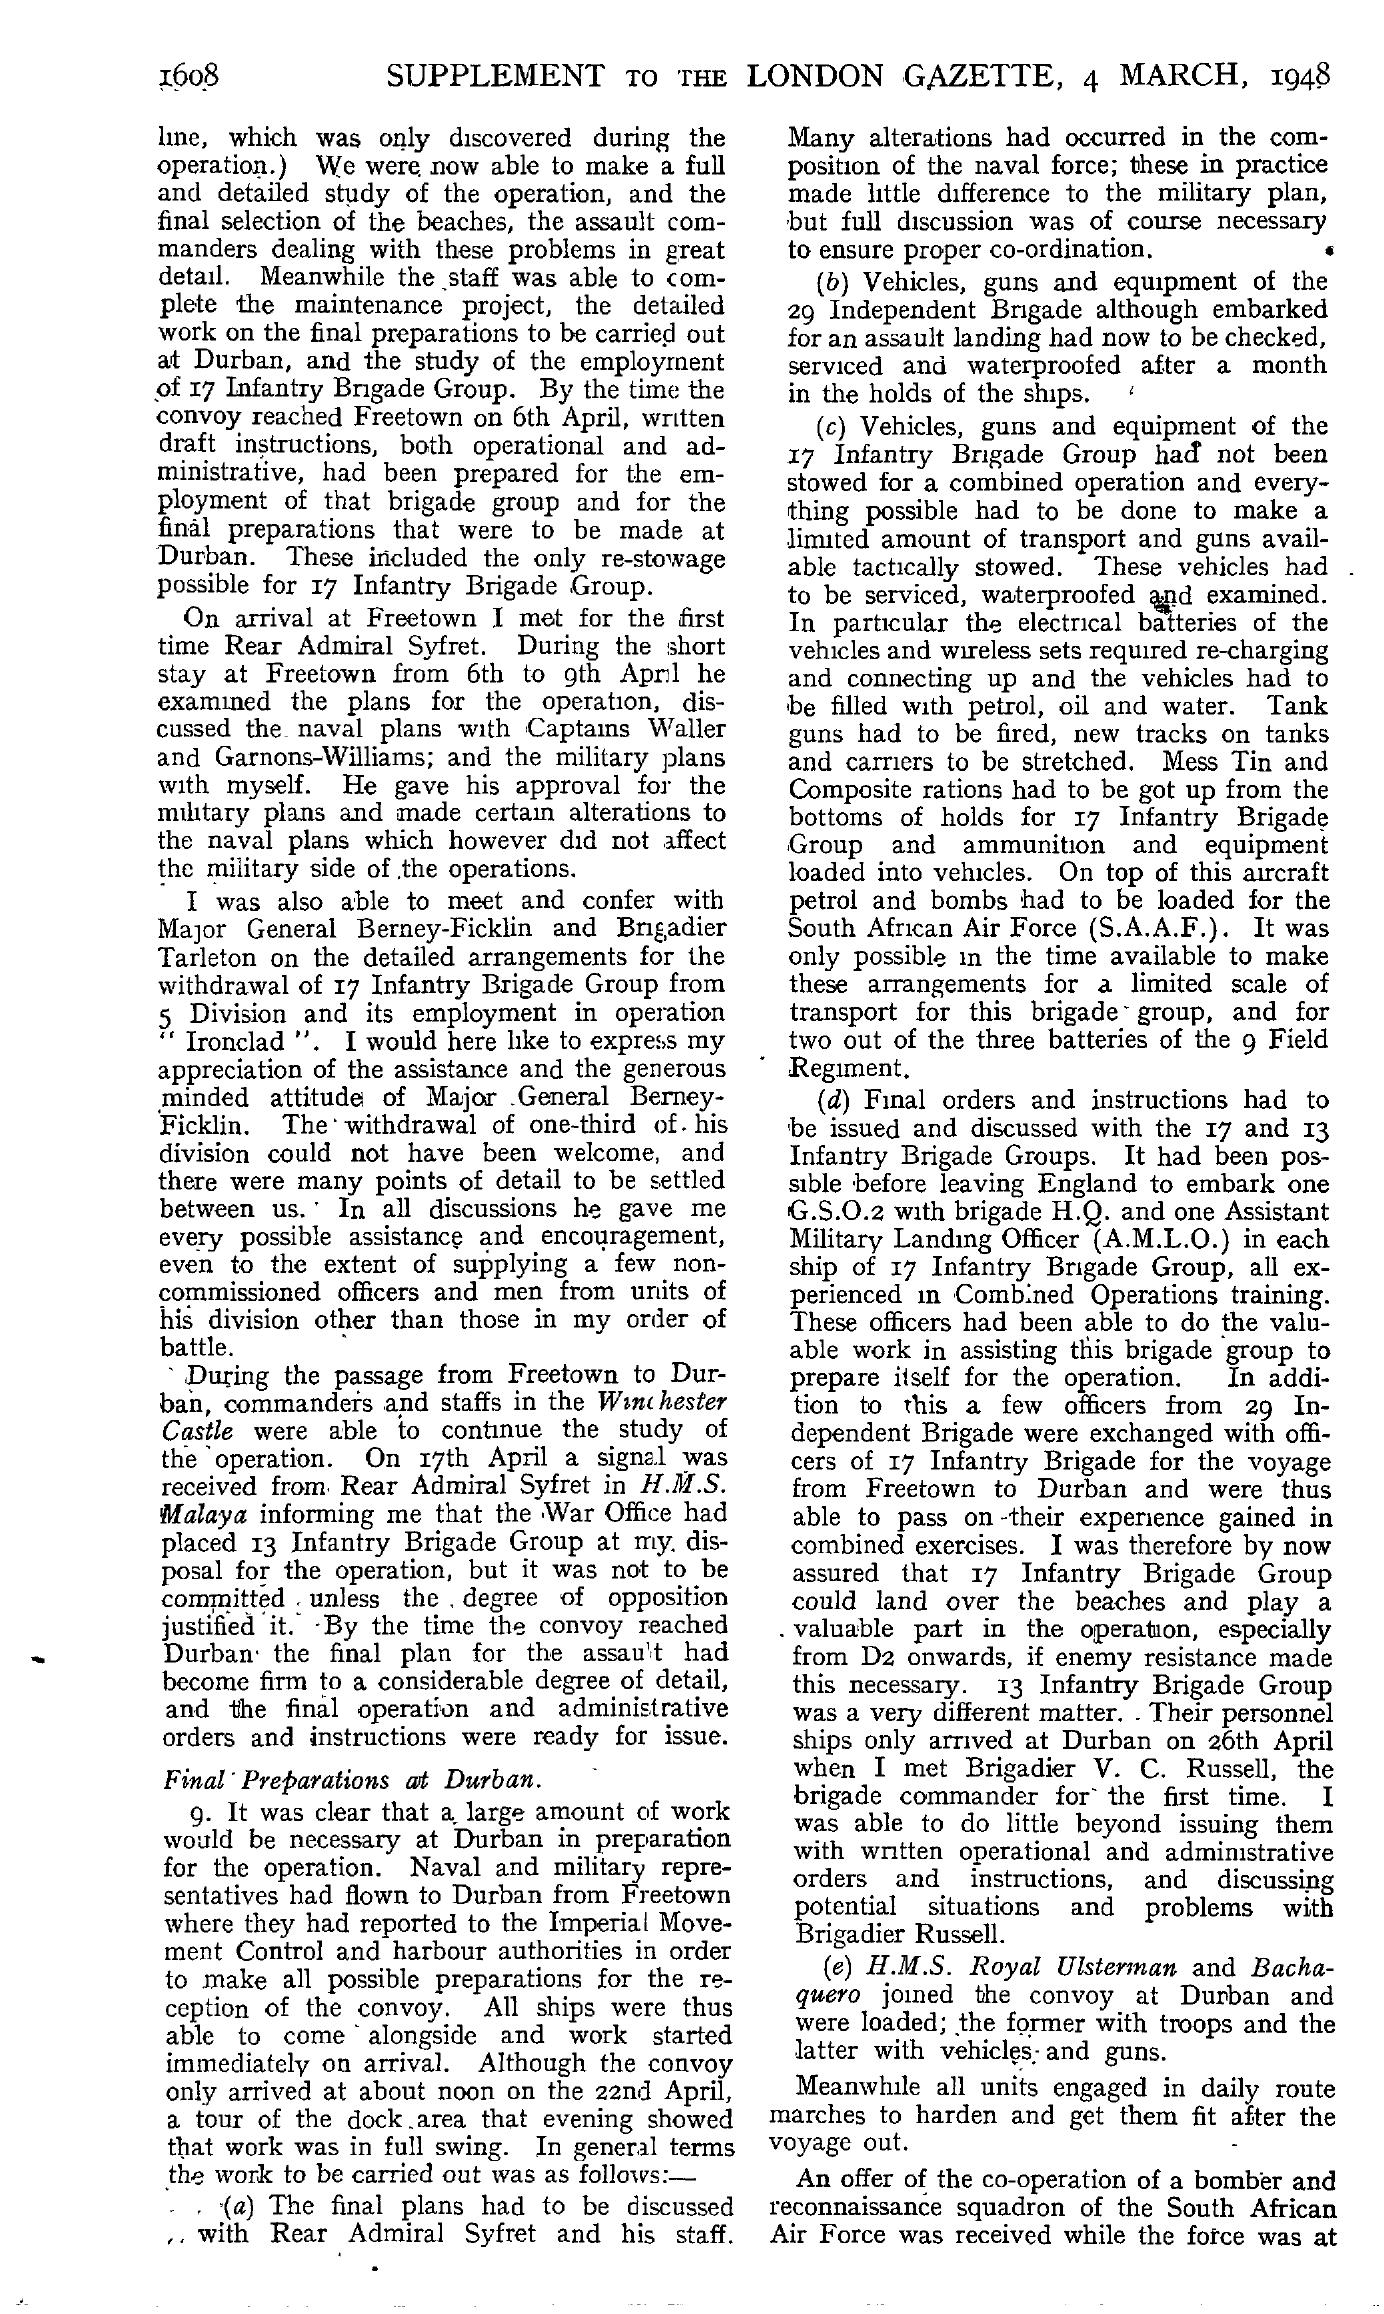 1608 SUPPLEMENT TO THE LONDON GAZETTE, 4 MARCH, 1948
line, which was only discovered during the
operation.) We were now able to make a full
and detailed study of the operation, and the
final selection of the beaches, the assault com-
manders dealing with these problems in great
detail. Meanwhile the staff was able to com-
plete the maintenance project, the detailed
work on the final preparations to be carried out
at Durban, and the study of the employment
of 17 Infantry Brigade Group. By the time the
convoy reached Freetown on 6th April, written
draft instructions, both operational and ad-
ministrative, had been prepared for the em-
ployment of that brigade group and for the
final preparations that were to be made at
Durban. These included the only re-stowage
possible for 17 Infantry Brigade Group.
On arrival at Freetown I met for the first
time Rear Admiral Syfret. During the short
stay at Freetown from 6th to 9th April he
examined the plans for the operation, dis-
cussed the naval plans with Captains Waller
and Garnons-Williams; and the military plans
with myself. He gave his approval for the
military plans and made certain alterations to
the naval plans which however did not affect
the military side of the operations.
I was also able to meet and confer with
Major General Berney-Ficklin and Brigadier
Tarleton on the detailed arrangements for the
withdrawal of 17 Infantry Brigade Group from
5 Division and its employment in operation
" Ironclad ". I would here like to express my
appreciation of the assistance and the generous
minded attitude of Major General Berney-
Ficklin. The withdrawal of one-third of his
division could not have been welcome, and
there were many points of detail to be settled
between us. In all discussions he gave me
every possible assistance and encouragement,
even to the extent of supplying a few non-
commissioned officers and men from units of
his division other than those in my order of
battle.
During the passage from Freetown to Dur-
ban, commanders and staffs in the Winchester
Castle were able to continue the study of
the operation. On 17th April a signal was
received from Rear Admiral Syfret in H.M.S.
Malaya informing me that the War Office had
placed 13 Infantry Brigade Group at my dis-
posal for the operation, but it was not to be
committed unless the degree of opposition
justified it. By the time the convoy reached
Durban the final plan for the assault had
become firm to a considerable degree of detail,
and the final operation and administrative
orders and instructions were ready for issue.
Final Preparations at Durban.
9. It was clear that a large amount of work
would be necessary at Durban in preparation
for the operation. Naval and military repre-
sentatives had flown to Durban from Freetown
where they had reported to the Imperial Move-
ment Control and harbour authorities in order
to make all possible preparations for the re-
ception of the convoy. All ships were thus
able to come alongside and work started
immediately on arrival. Although the convoy
only arrived at about noon on the 22nd April,
a tour of the dock area that evening showed
that work was in full swing. In general terms
the work to be carried out was as follows:—
(a) The final plans had to be discussed
with Rear Admiral Syfret and his staff.
Many alterations had occurred in the com-
position of the naval force; these in practice
made little difference to the military plan,
but full discussion was of course necessary
to ensure proper co-ordination.
(b) Vehicles, guns and equipment of the
29 Independent Brigade although embarked
for an assault landing had now to be checked,
serviced and waterproofed after a month
in the holds of the ships.
(c) Vehicles, guns and equipment of the
17 Infantry Brigade Group had not been
stowed for a combined operation and every-
thing possible had to be done to make a
limited amount of transport and guns avail-
able tactically stowed. These vehicles had
to be serviced, waterproofed and examined.
In particular the electrical batteries of the
vehicles and wireless sets required re-charging
and connecting up and the vehicles had to
be filled with petrol, oil and water. Tank
guns had to be fired, new tracks on tanks
and carriers to be stretched. Mess Tin and
Composite rations had to be got up from the
bottoms of holds for 17 Infantry Brigade
Group and ammunition and equipment
loaded into vehicles. On top of this aircraft
petrol and bombs had to be loaded for the
South African Air Force (S.A.A.F.). It was
only possible in the time available to make
these arrangements for a limited scale of
transport for this brigade group, and for
two out of the three batteries of the 9 Field
Regiment.
(d) Final orders and instructions had to
be issued and discussed with the 17 and 13
Infantry Brigade Groups. It had been pos-
sible before leaving England to embark one
G.S.O.2 with brigade H.Q. and one Assistant
Military Landing Officer (A.M.L.O.) in each
ship of 17 Infantry Brigade Group, all ex-
perienced in Combined Operations training.
These officers had been able to do the valu-
able work in assisting this brigade group to
prepare itself for the operation. In addi-
tion to this a few officers from 29 In-
dependent Brigade were exchanged with offi-
cers of 17 Infantry Brigade for the voyage
from Freetown to Durban and were thus
able to pass on their experience gained in
combined exercises. I was therefore by now
assured that 17 Infantry Brigade Group
could land over the beaches and play a
valuable part in the operation, especially
from D2 onwards, if enemy resistance made
this necessary. 13 Infantry Brigade Group
was a very different matter. Their personnel
ships only arrived at Durban on 26th April
when I met Brigadier V. C. Russell, the
brigade commander for the first time. I
was able to do little beyond issuing them
with written operational and administrative
orders and instructions, and discussing
potential situations and problems with
Brigadier Russell.
(e) H.M.S. Royal Ulsterman and Bacha-
quero joined the convoy at Durban and
were loaded; the former with troops and the
latter with vehicles and guns.
Meanwhile all units engaged in daily route
marches to harden and get them fit after the
voyage out.
An offer of the co-operation of a bomber and
reconnaissance squadron of the South African
Air Force was received while the force was at